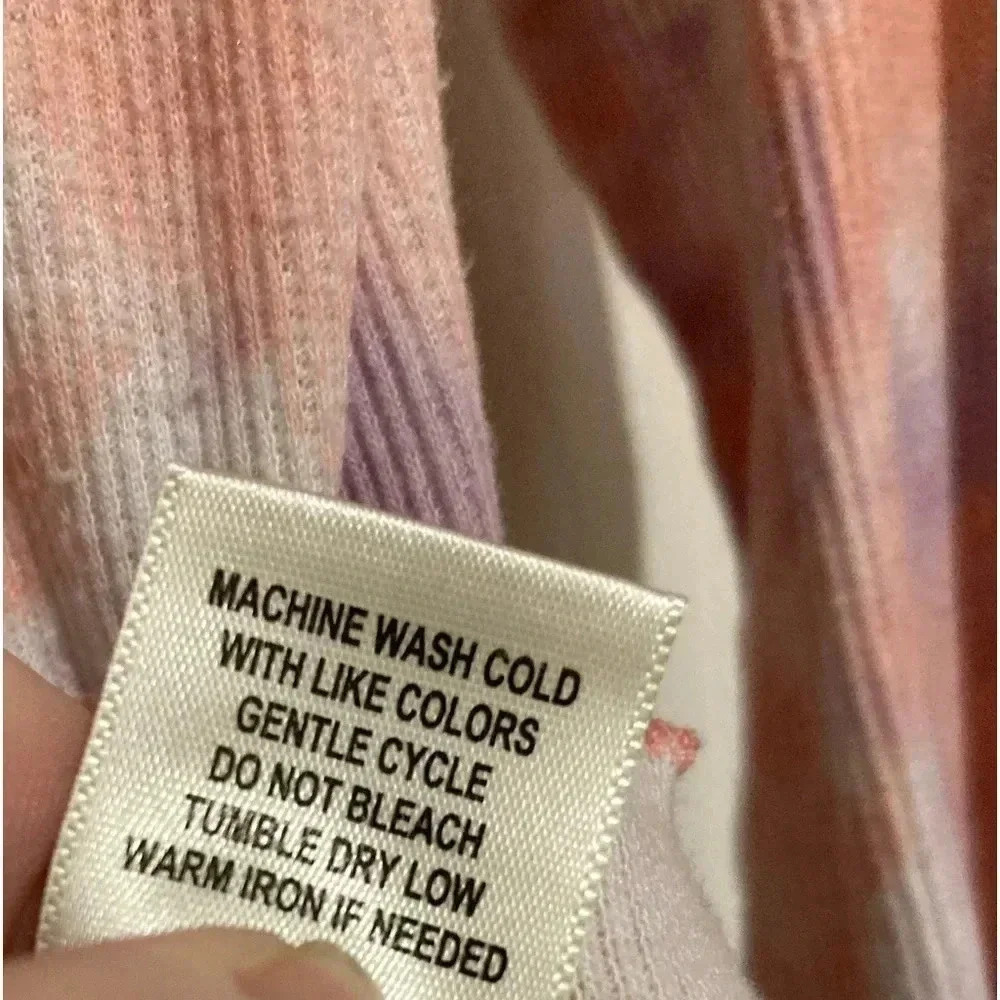 MACHINE WASH COLD
WITH LIKE COLORS
GENTLE CYCLE
DO NOT BLEACH
TUMBLE DRY LOW
WARM IRON IF NEEDED